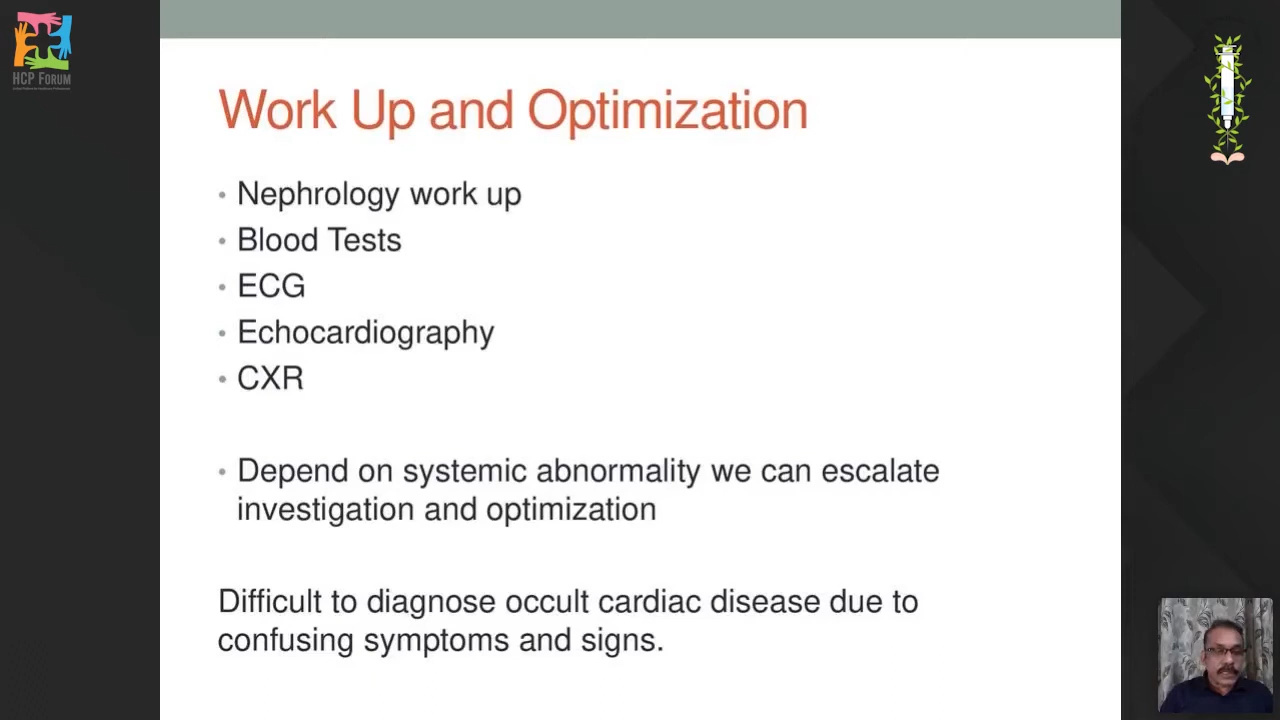 HCP FORUM
Work Up and Optimization
• Nephrology work up
• Blood Tests
• ECG
• Echocardiography
• CXR
• Depend on systemic abnormality we can escalate
investigation and optimization
Difficult to diagnose occult cardiac disease due to
confusing symptoms and signs.